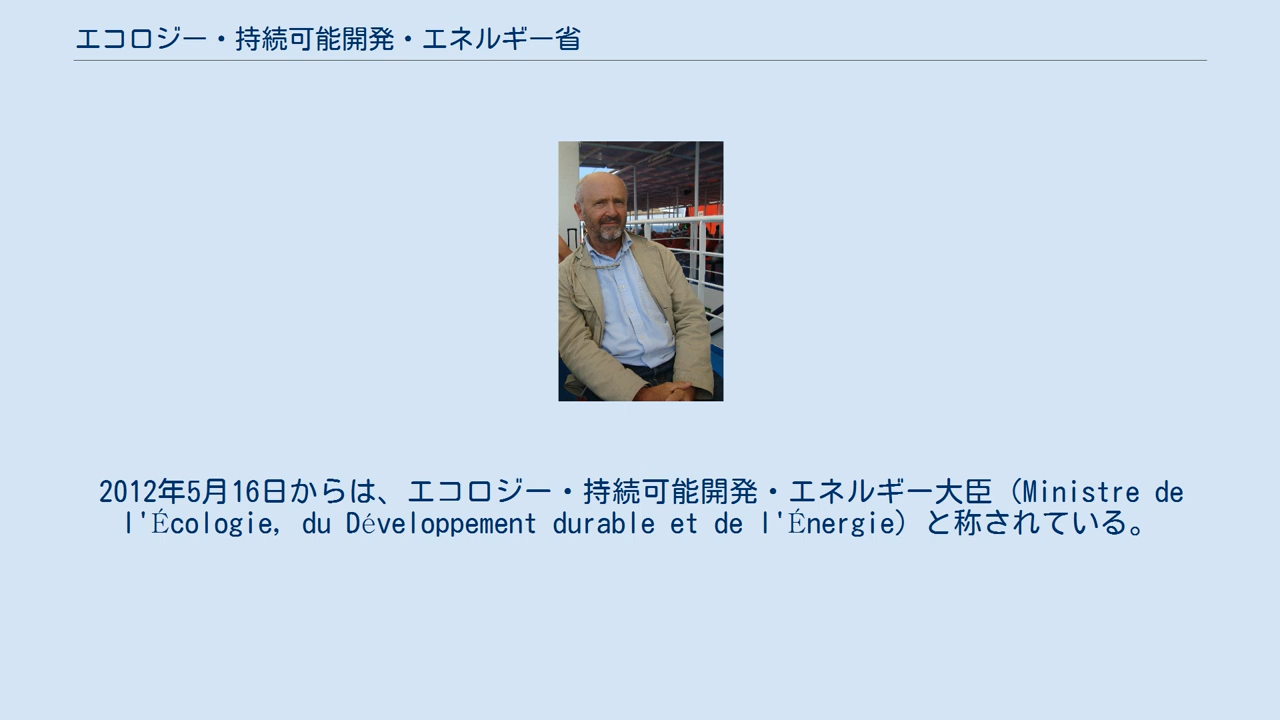 エコロジー・持続可能開発・エネルギー省
2012年5月16日からは、エコロジー・持続可能開発・エネルギー大臣（Ministre de
l'Écologie, du Développement durable et de l'Énergie）と称されている。